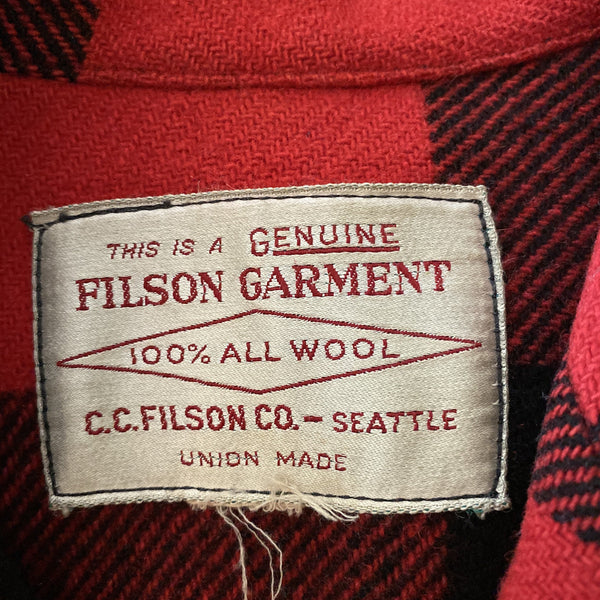 THIS IS A GENUINE
FILSON GARMENT
100% ALL WOOL
C.C. FILSON CO. – SEATTLE
UNION MADE